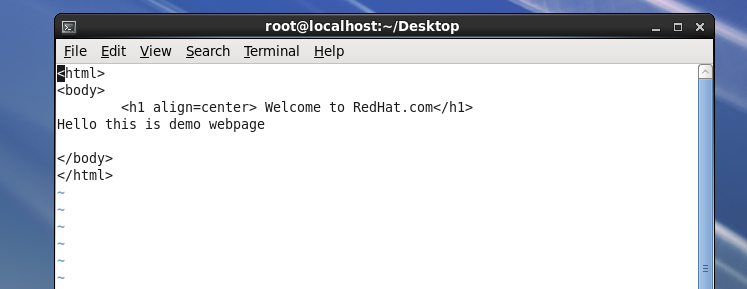 root@localhost:~/Desktop
File Edit View Search Terminal Help
<html>
<body>
        <h1 align=center> Welcome to RedHat.com</h1>
Hello this is demo webpage

</body>
</html>
~
~
~
~
~
~